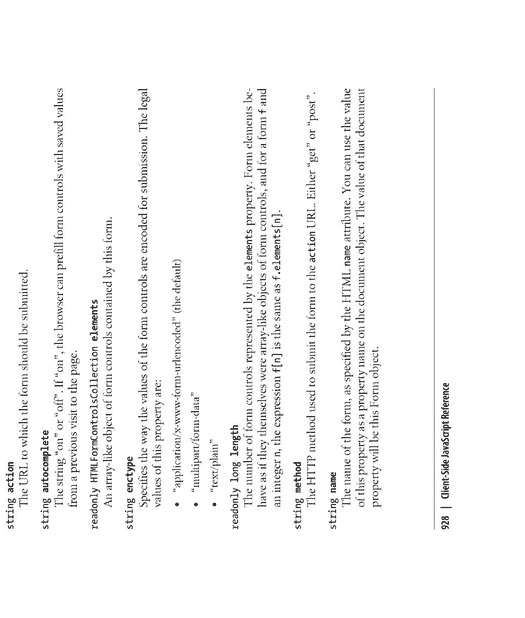 string action
The URL to which the form should be submitted.
string autocomplete
The string “on” or “off”. If “on”, the browser can prefill form controls with saved values
from a previous visit to the page.
readonly HTMLFormControlsCollection elements
An array-like object of form controls contained by this form.
string enctype
Specifies the way the values of the form controls are encoded for submission. The legal
values of this property are:
• “application/x-www-form-urlencoded” (the default)
• “multipart/form-data”
• “text/plain”
readonly long length
The number of form controls represented by the elements property. Form elements be-
have as if they themselves were array-like objects of form controls, and for a form f and
an integer n, the expression f[n] is the same as f.elements[n].
string method
The HTTP method used to submit the form to the action URL. Either “get” or “post”.
string name
The name of the form, as specified by the HTML name attribute. You can use the value
of this property as a property name on the document object. The value of that document
property will be this Form object.
928 | Client-Side JavaScript Reference